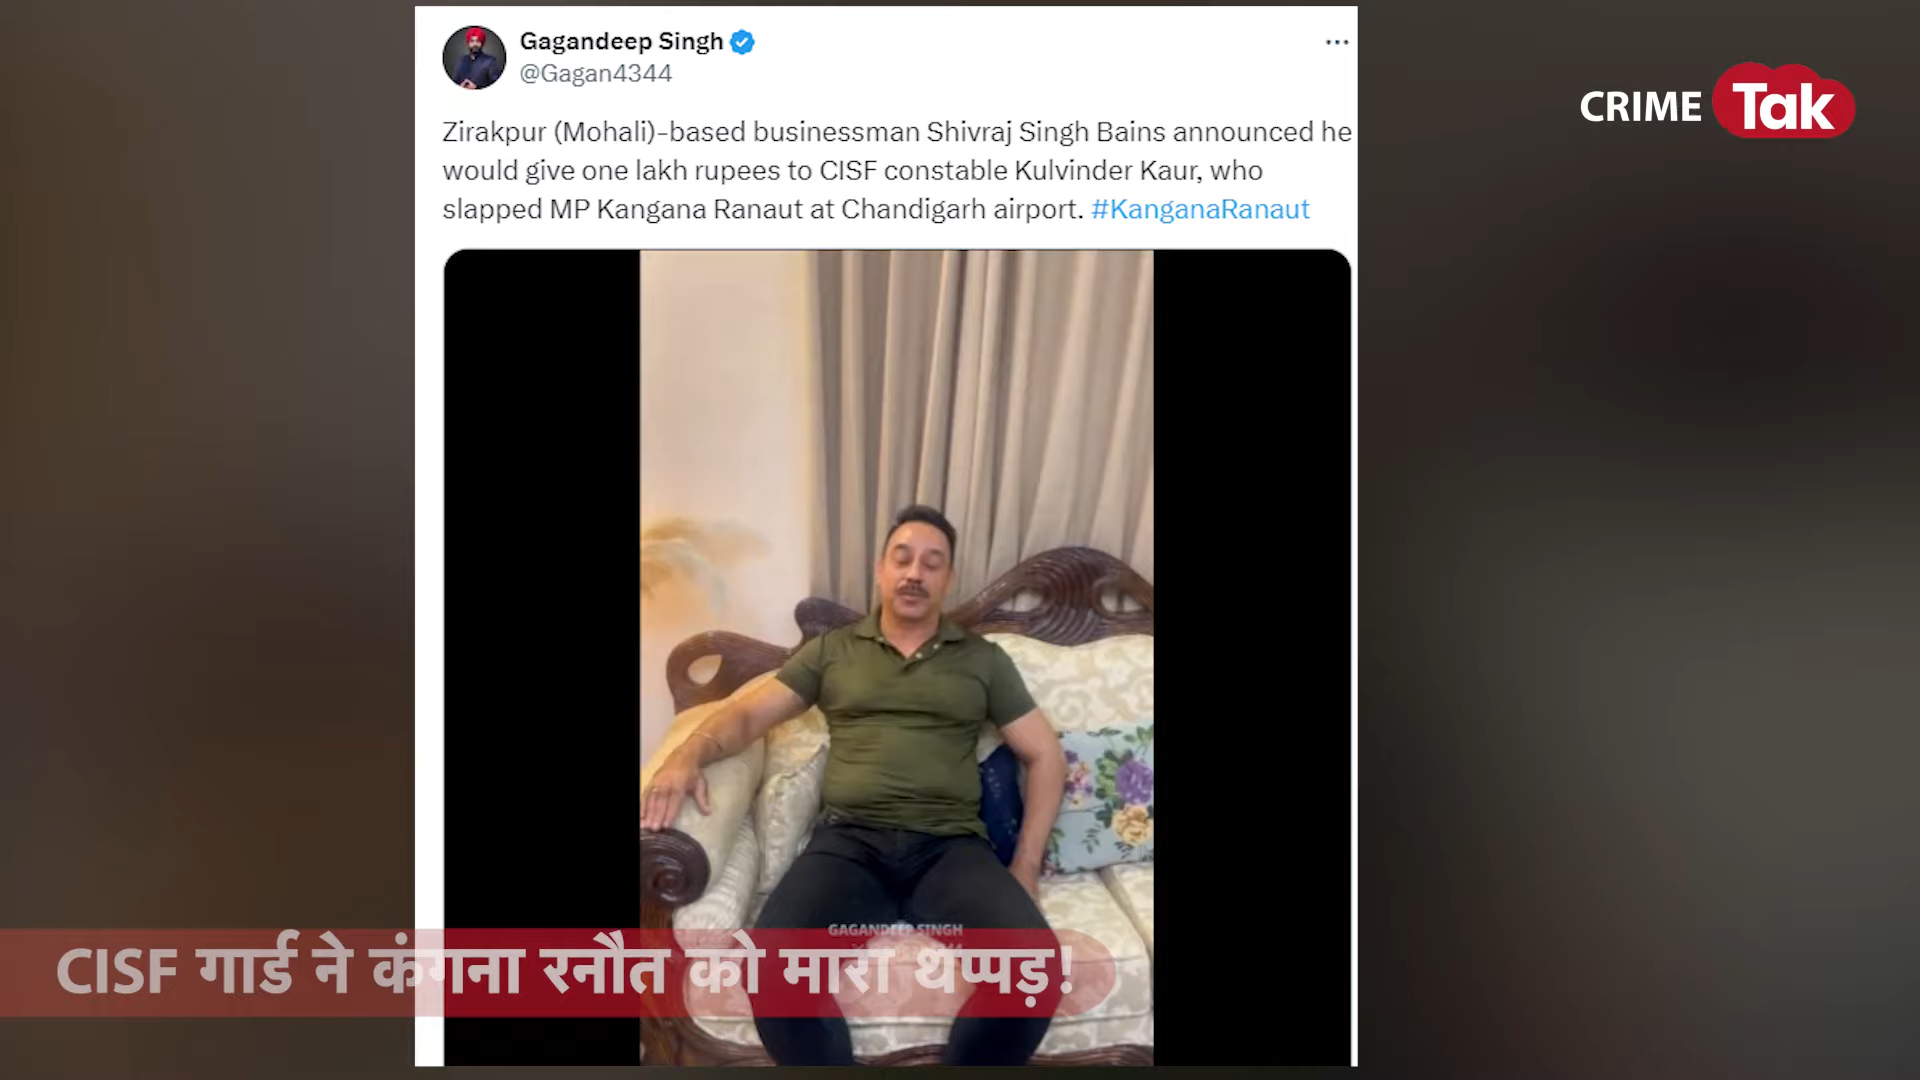 Gagandeep Singh
@Gagan4344
CRIME Tak
Zirakpur (Mohali)-based businessman Shivraj Singh Bains announced he
would give one lakh rupees to CISF constable Kulvinder Kaur, who
slapped MP Kangana Ranaut at Chandigarh airport. #KanganaRanaut
GAGANDEEP SINGH
CISF गार्ड ने कंगना रनौत को मारा थप्पड़!